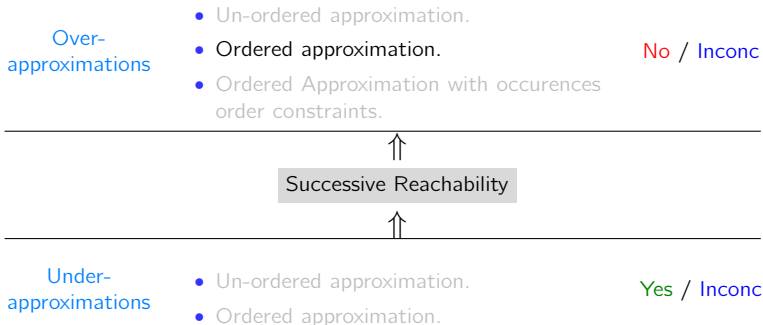 • Un-ordered approximation.
Over-
approximations
• Ordered approximation.
No / Inconc
• Ordered Approximation with occurences
order constraints.
⇑
Successive Reachability
⇑
Under-
approximations
• Un-ordered approximation.
Yes / Inconc
• Ordered approximation.